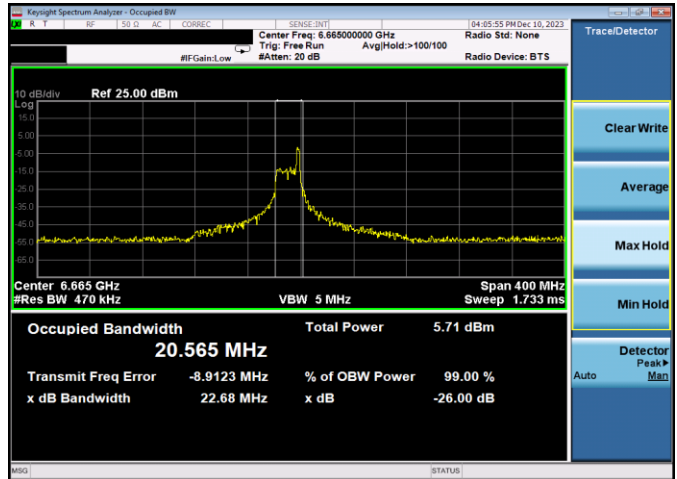 Keysight Spectrum Analyzer - Occupied BW
LXI R T RF 50 Ω AC CORREC SENSE:INT 04:05:55 PM Dec 10, 2023
Center Freq: 6.665000000 GHz Radio Std: None
Trig: Free Run Avg|Hold:>100/100
#IFGain:Low #Atten: 20 dB Radio Device: BTS
10 dB/div Ref 25.00 dBm
Log
15.0
5.00
-5.00
-15.0
-25.0
-35.0
-45.0
-55.0
-65.0
Center 6.665 GHz Span 400 MHz
#Res BW 470 kHz VBW 5 MHz Sweep 1.733 ms
Occupied Bandwidth Total Power 5.71 dBm
20.565 MHz
Transmit Freq Error -8.9123 MHz % of OBW Power 99.00 %
x dB Bandwidth 22.68 MHz x dB -26.00 dB
Trace/Detector
Clear Write
Average
Max Hold
Min Hold
Detector
Peak▶
Auto Man
MSG STATUS